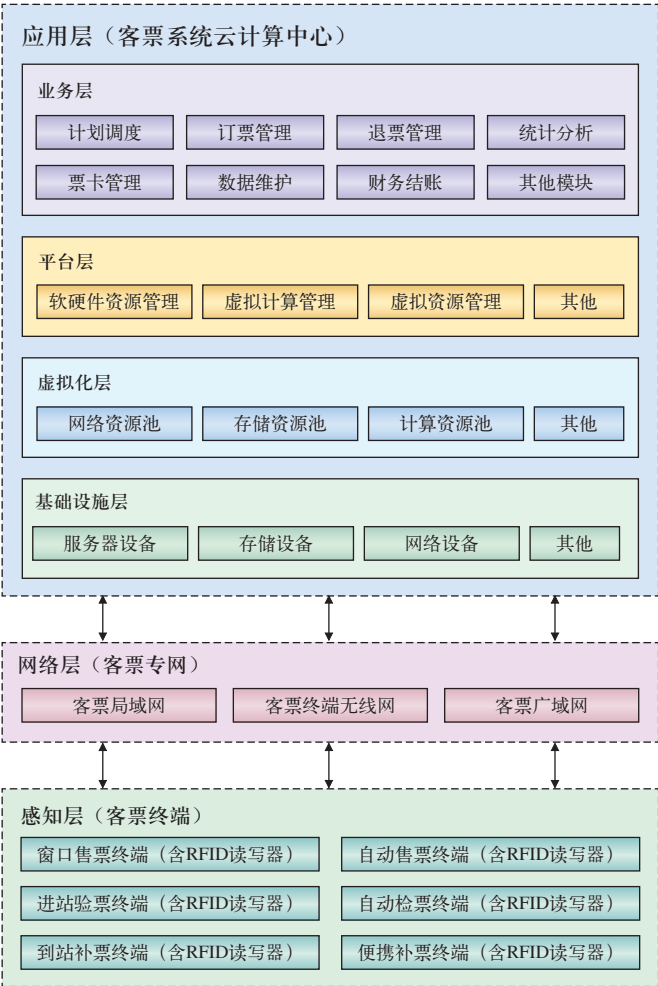 应用层（客票系统云计算中心）
业务层
计划调度 订票管理 退票管理 统计分析
票卡管理 数据维护 财务结账 其他模块
平台层
软硬件资源管理 虚拟计算管理 虚拟资源管理 其他
虚拟化层
网络资源池 存储资源池 计算资源池 其他
基础设施层
服务器设备 存储设备 网络设备 其他
网络层（客票专网）
客票局域网 客票终端无线网 客票广域网
感知层（客票终端）
窗口售票终端（含RFID读写器） 自动售票终端（含RFID读写器）
进站验票终端（含RFID读写器） 自动检票终端（含RFID读写器）
到站补票终端（含RFID读写器） 便携补票终端（含RFID读写器）